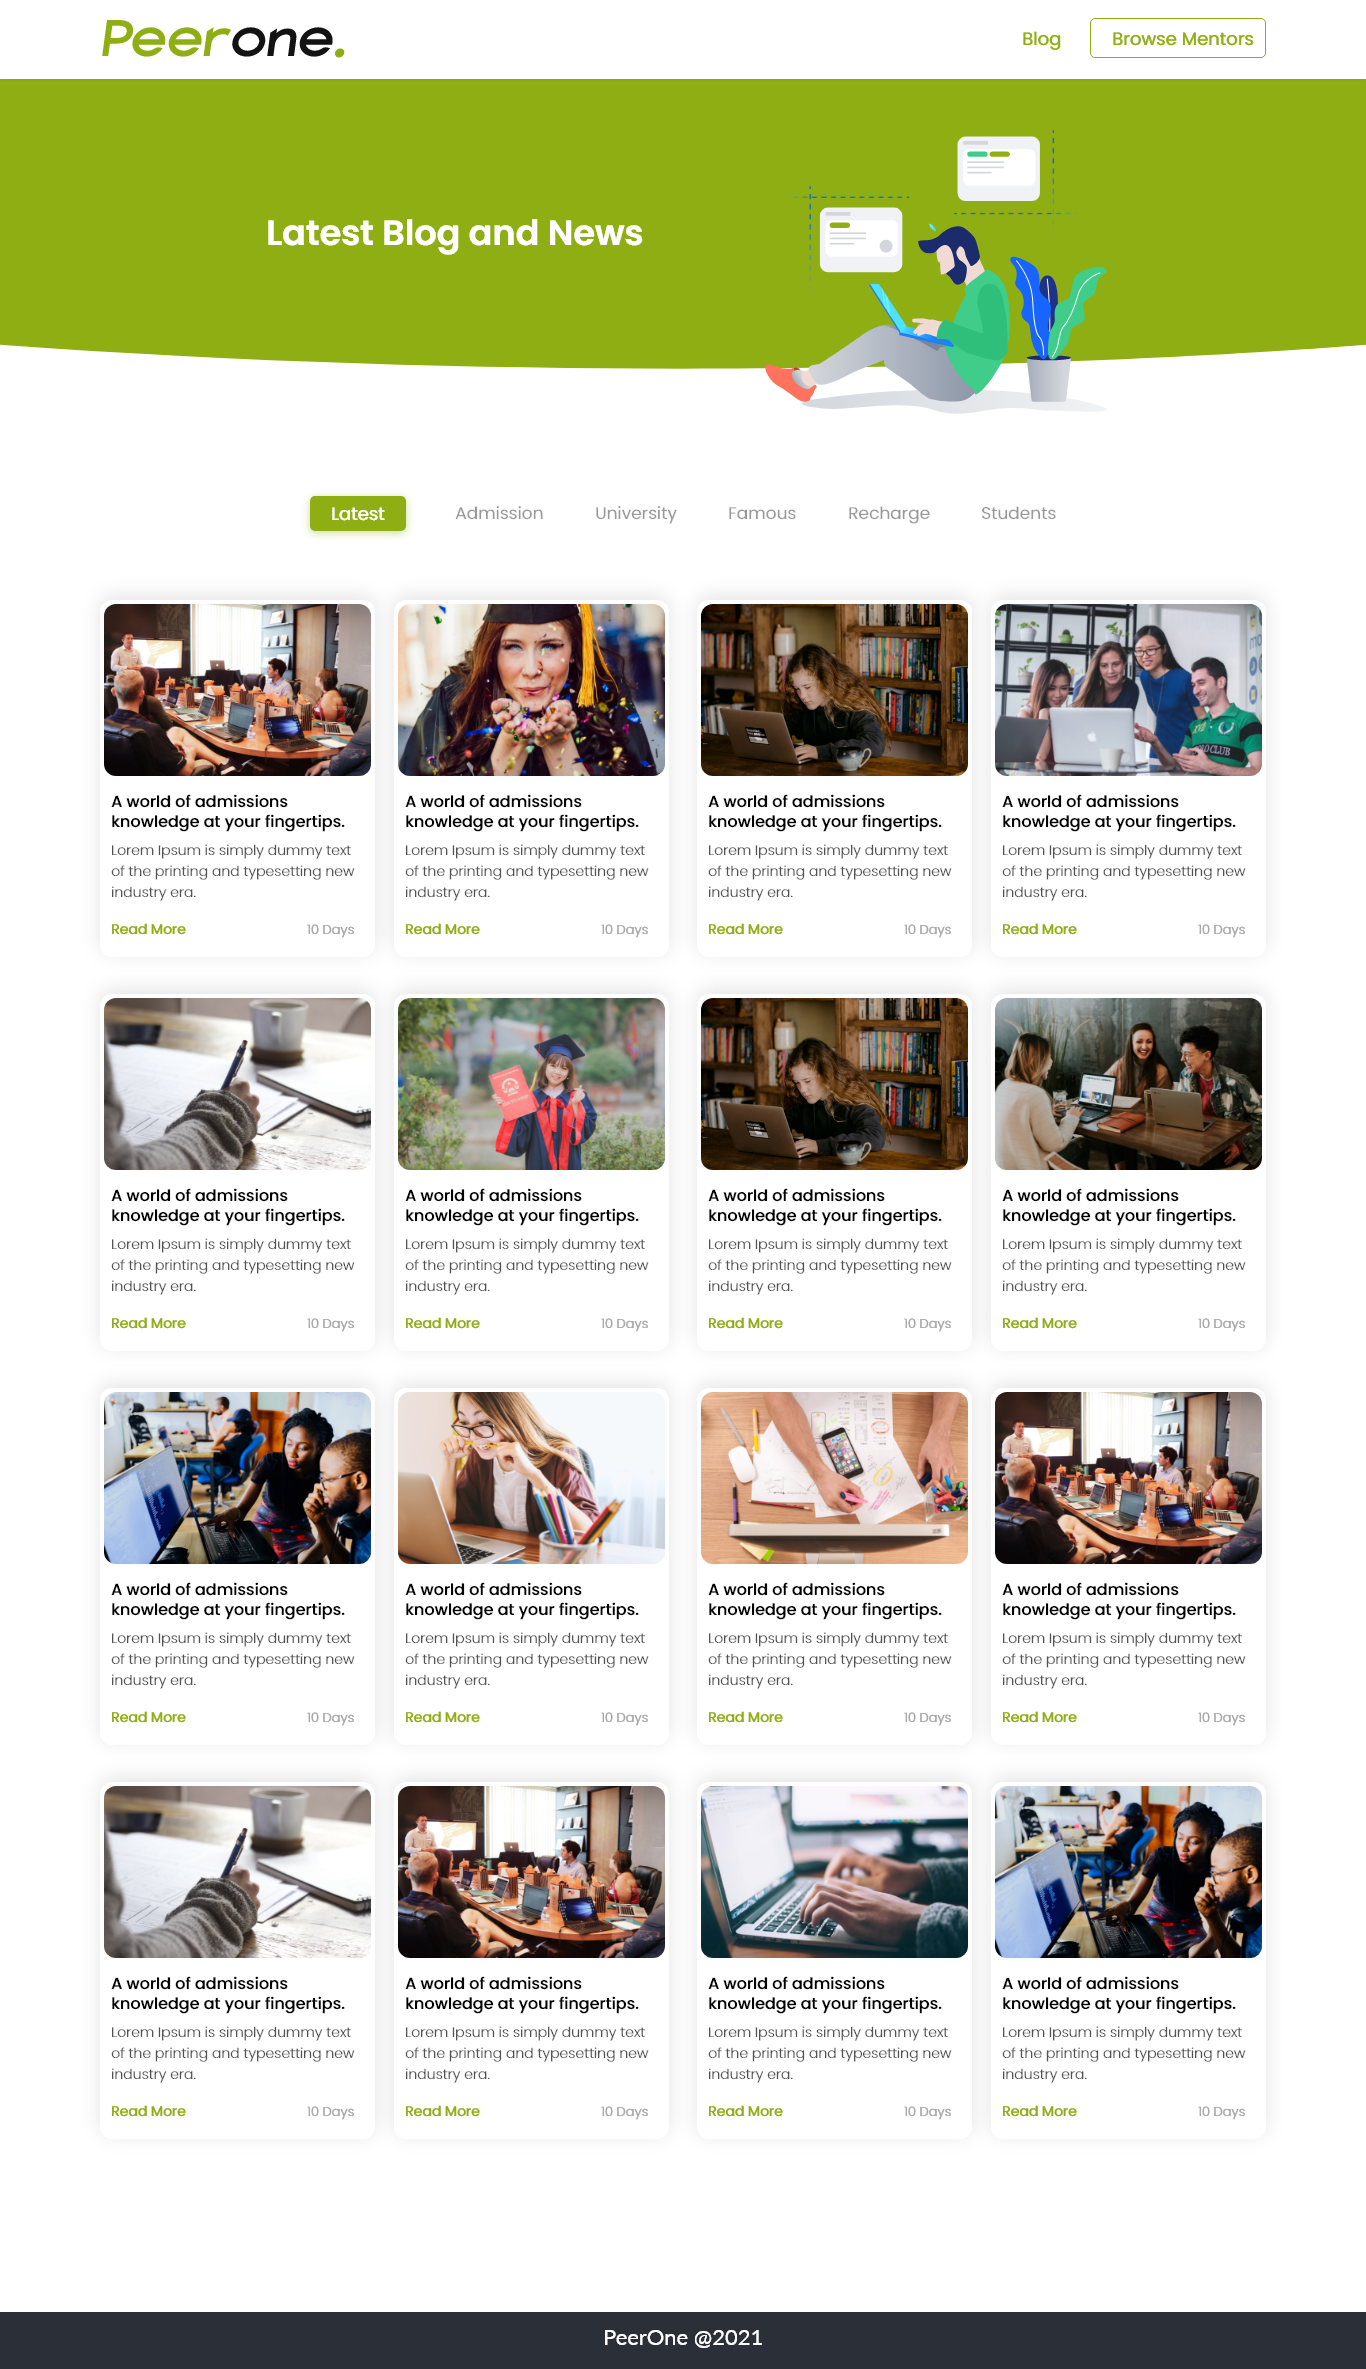 Peerone.
Blog
Browse Mentors
Latest Blog and News
Latest
Admission
University
Famous
Recharge
Students
A world of admissions
knowledge at your fingertips.
Lorem Ipsum is simply dummy text
of the printing and typesetting new
industry era.
Read More
10 Days
A world of admissions
knowledge at your fingertips.
Lorem Ipsum is simply dummy text
of the printing and typesetting new
industry era.
Read More
10 Days
A world of admissions
knowledge at your fingertips.
Lorem Ipsum is simply dummy text
of the printing and typesetting new
industry era.
Read More
10 Days
A world of admissions
knowledge at your fingertips.
Lorem Ipsum is simply dummy text
of the printing and typesetting new
industry era.
Read More
10 Days
A world of admissions
knowledge at your fingertips.
Lorem Ipsum is simply dummy text
of the printing and typesetting new
industry era.
Read More
10 Days
A world of admissions
knowledge at your fingertips.
Lorem Ipsum is simply dummy text
of the printing and typesetting new
industry era.
Read More
10 Days
A world of admissions
knowledge at your fingertips.
Lorem Ipsum is simply dummy text
of the printing and typesetting new
industry era.
Read More
10 Days
A world of admissions
knowledge at your fingertips.
Lorem Ipsum is simply dummy text
of the printing and typesetting new
industry era.
Read More
10 Days
A world of admissions
knowledge at your fingertips.
Lorem Ipsum is simply dummy text
of the printing and typesetting new
industry era.
Read More
10 Days
A world of admissions
knowledge at your fingertips.
Lorem Ipsum is simply dummy text
of the printing and typesetting new
industry era.
Read More
10 Days
A world of admissions
knowledge at your fingertips.
Lorem Ipsum is simply dummy text
of the printing and typesetting new
industry era.
Read More
10 Days
A world of admissions
knowledge at your fingertips.
Lorem Ipsum is simply dummy text
of the printing and typesetting new
industry era.
Read More
10 Days
A world of admissions
knowledge at your fingertips.
Lorem Ipsum is simply dummy text
of the printing and typesetting new
industry era.
Read More
10 Days
A world of admissions
knowledge at your fingertips.
Lorem Ipsum is simply dummy text
of the printing and typesetting new
industry era.
Read More
10 Days
A world of admissions
knowledge at your fingertips.
Lorem Ipsum is simply dummy text
of the printing and typesetting new
industry era.
Read More
10 Days
A world of admissions
knowledge at your fingertips.
Lorem Ipsum is simply dummy text
of the printing and typesetting new
industry era.
Read More
10 Days
PeerOne @2021